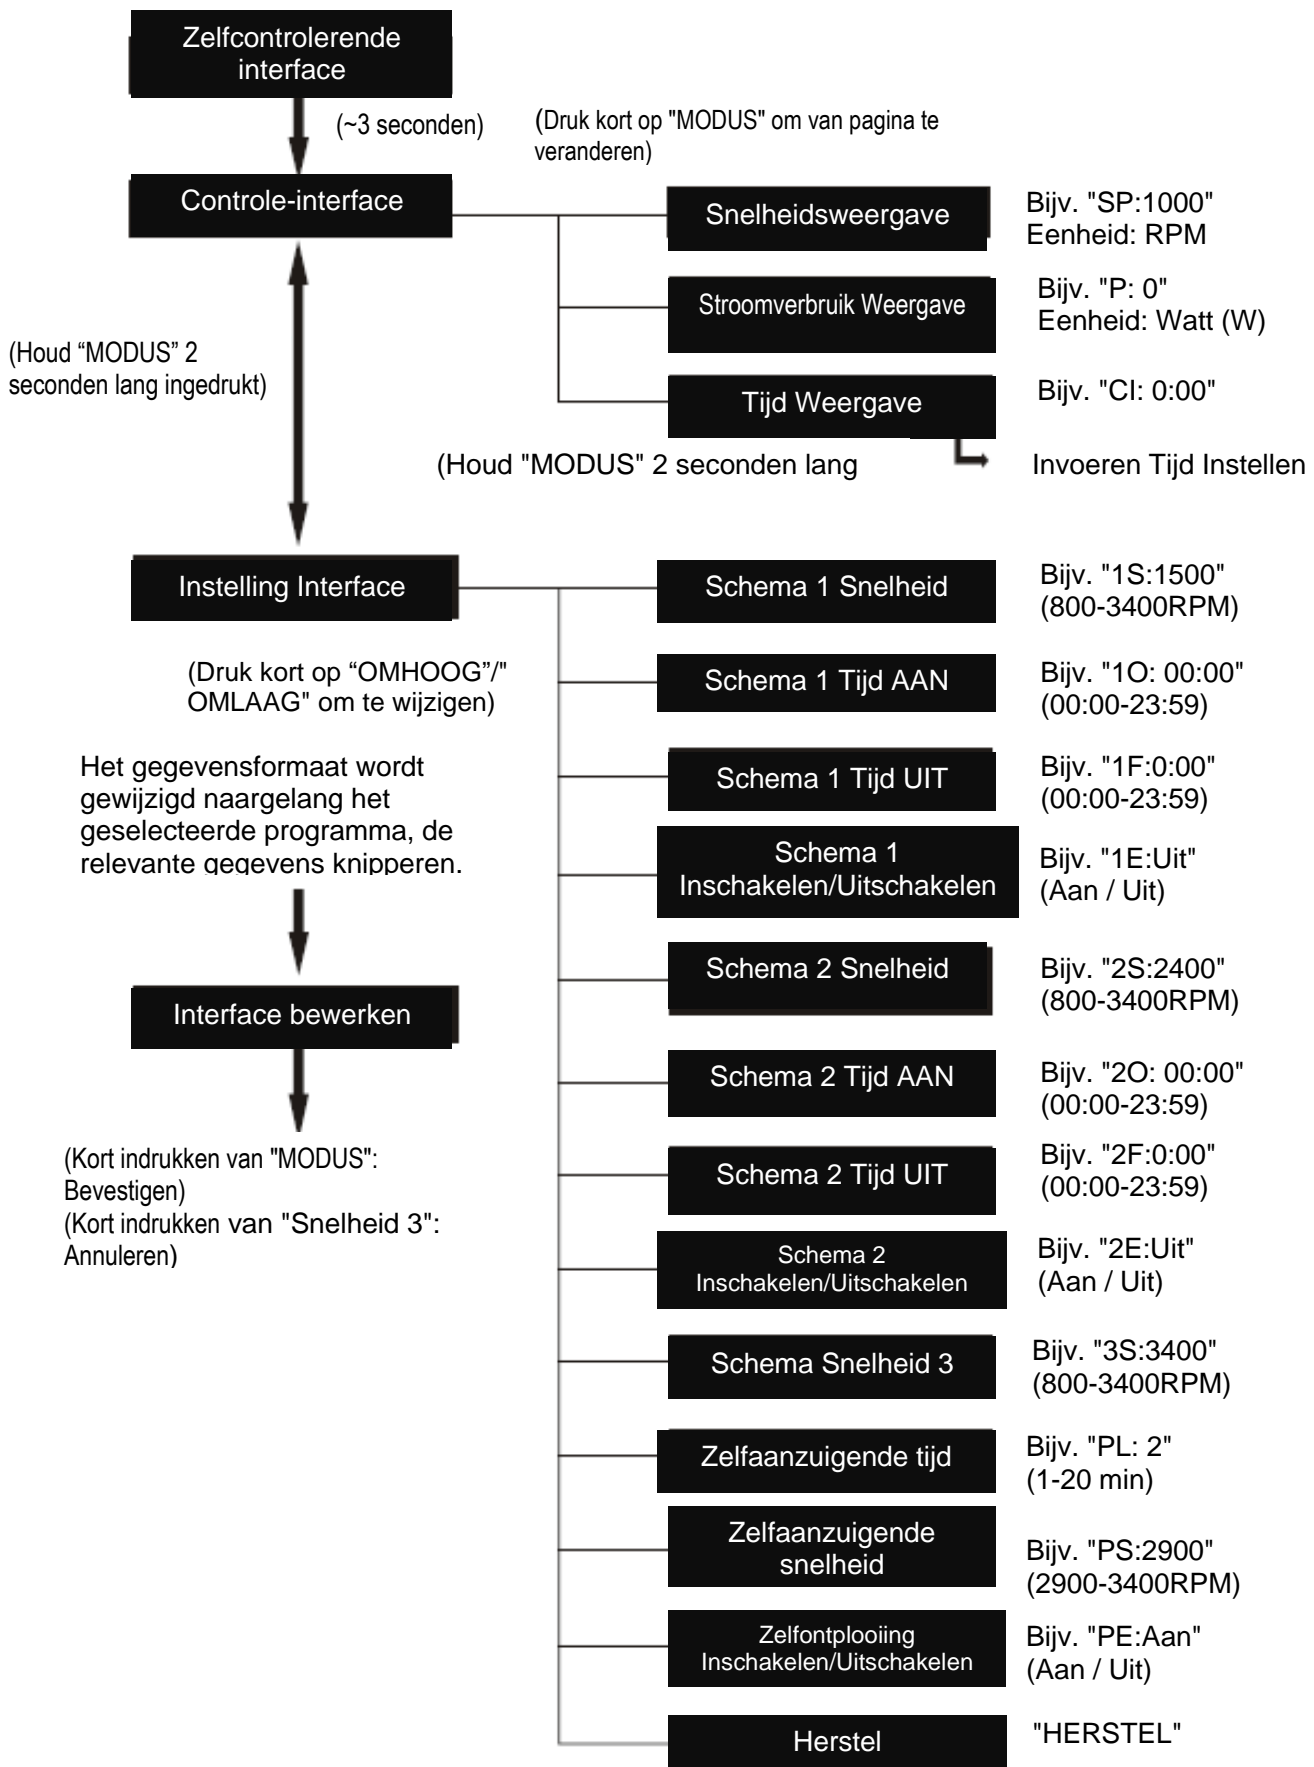 Zelfcontrolerende
interface
(~3 seconden)
(Druk kort op "MODUS" om van pagina te
veranderen)
Controle-interface
Snelheidsweergave
Bijv. "SP:1000"
Eenheid: RPM
Stroomverbruik Weergave
Bijv. "P: 0"
Eenheid: Watt (W)
(Houd “MODUS” 2
seconden lang ingedrukt)
Tijd Weergave
Bijv. "CI: 0:00"
(Houd "MODUS" 2 seconden lang
Invoeren Tijd Instellen
Instelling Interface
Schema 1 Snelheid
Bijv. "1S:1500"
(800-3400RPM)
(Druk kort op “OMHOOG”/"
OMLAAG" om te wijzigen)
Schema 1 Tijd AAN
Bijv. "1O: 00:00"
(00:00-23:59)
Het gegevensformaat wordt
gewijzigd naargelang het
geselecteerde programma, de
relevante gegevens knipperen.
Schema 1 Tijd UIT
Bijv. "1F:0:00"
(00:00-23:59)
Schema 1
Inschakelen/Uitschakelen
Bijv. "1E:Uit"
(Aan / Uit)
Schema 2 Snelheid
Bijv. "2S:2400"
(800-3400RPM)
Interface bewerken
Schema 2 Tijd AAN
Bijv. "2O: 00:00"
(00:00-23:59)
(Kort indrukken van "MODUS":
Bevestigen)
(Kort indrukken van "Snelheid 3":
Annuleren)
Schema 2 Tijd UIT
Bijv. "2F:0:00"
(00:00-23:59)
Schema 2
Inschakelen/Uitschakelen
Bijv. "2E:Uit"
(Aan / Uit)
Schema Snelheid 3
Bijv. "3S:3400"
(800-3400RPM)
Zelfaanzuigende tijd
Bijv. "PL: 2"
(1-20 min)
Zelfaanzuigende
snelheid
Bijv. "PS:2900"
(2900-3400RPM)
Zelfontplooiing
Inschakelen/Uitschakelen
Bijv. "PE:Aan"
(Aan / Uit)
Herstel
"HERSTEL"